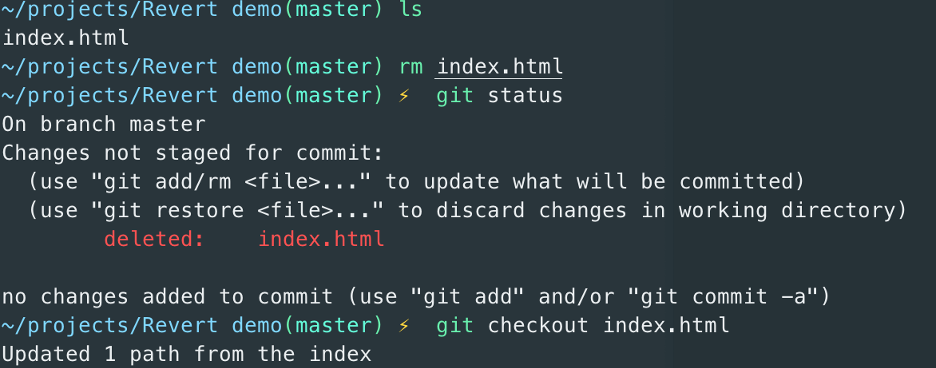 ~/projects/Revert demo(master) ls
index.html
~/projects/Revert demo(master) rm index.html
~/projects/Revert demo(master) ⚡ git status
On branch master
Changes not staged for commit:
  (use "git add/rm <file>..." to update what will be committed)
  (use "git restore <file>..." to discard changes in working directory)
        deleted:    index.html

no changes added to commit (use "git add" and/or "git commit -a")
~/projects/Revert demo(master) ⚡ git checkout index.html
Updated 1 path from the index